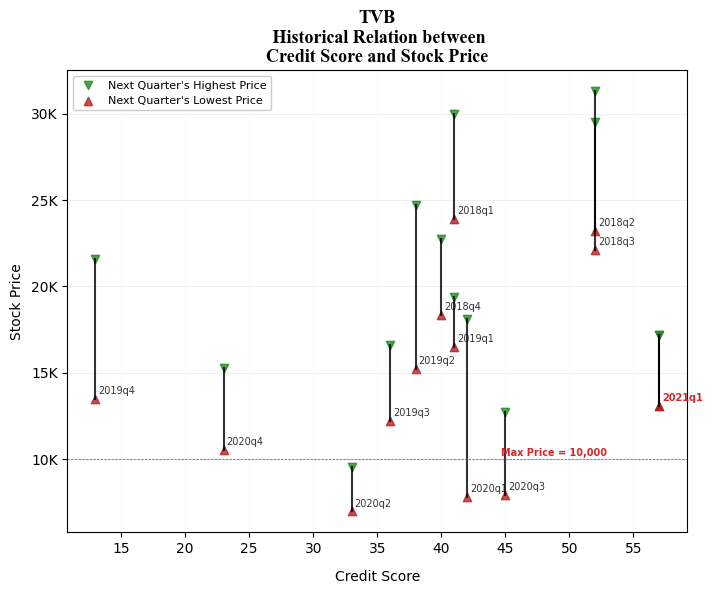 TVB
Historical Relation between
Credit Score and Stock Price
Next Quarter's Highest Price
Next Quarter's Lowest Price
30K
25K
20K
15K
10K
Stock Price
2018q1
2018q2
2018q3
2018q4
2019q1
2019q2
2019q4
2021q1
2019q3
2020q4
Max Price = 10,000
2020q1
2020q3
2020q2
15
20
25
30
35
40
45
50
55
Credit Score